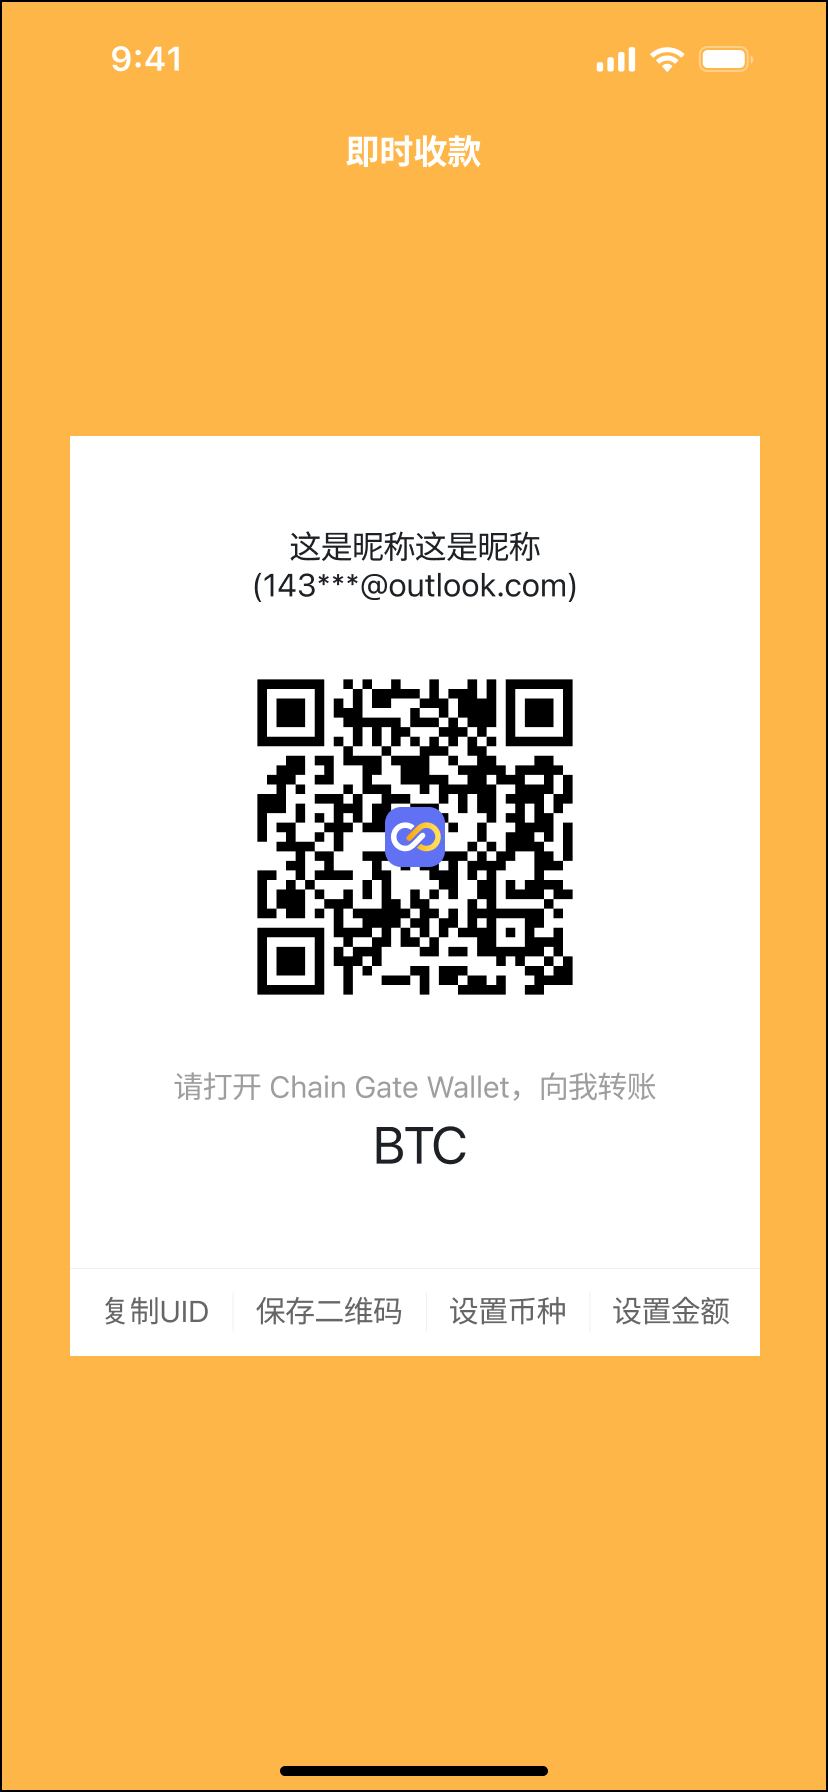 9:41
即时收款
这是昵称这是昵称
(143***@outlook.com)
请打开 Chain Gate Wallet，向我转账
BTC
复制UID
保存二维码
设置币种
设置金额